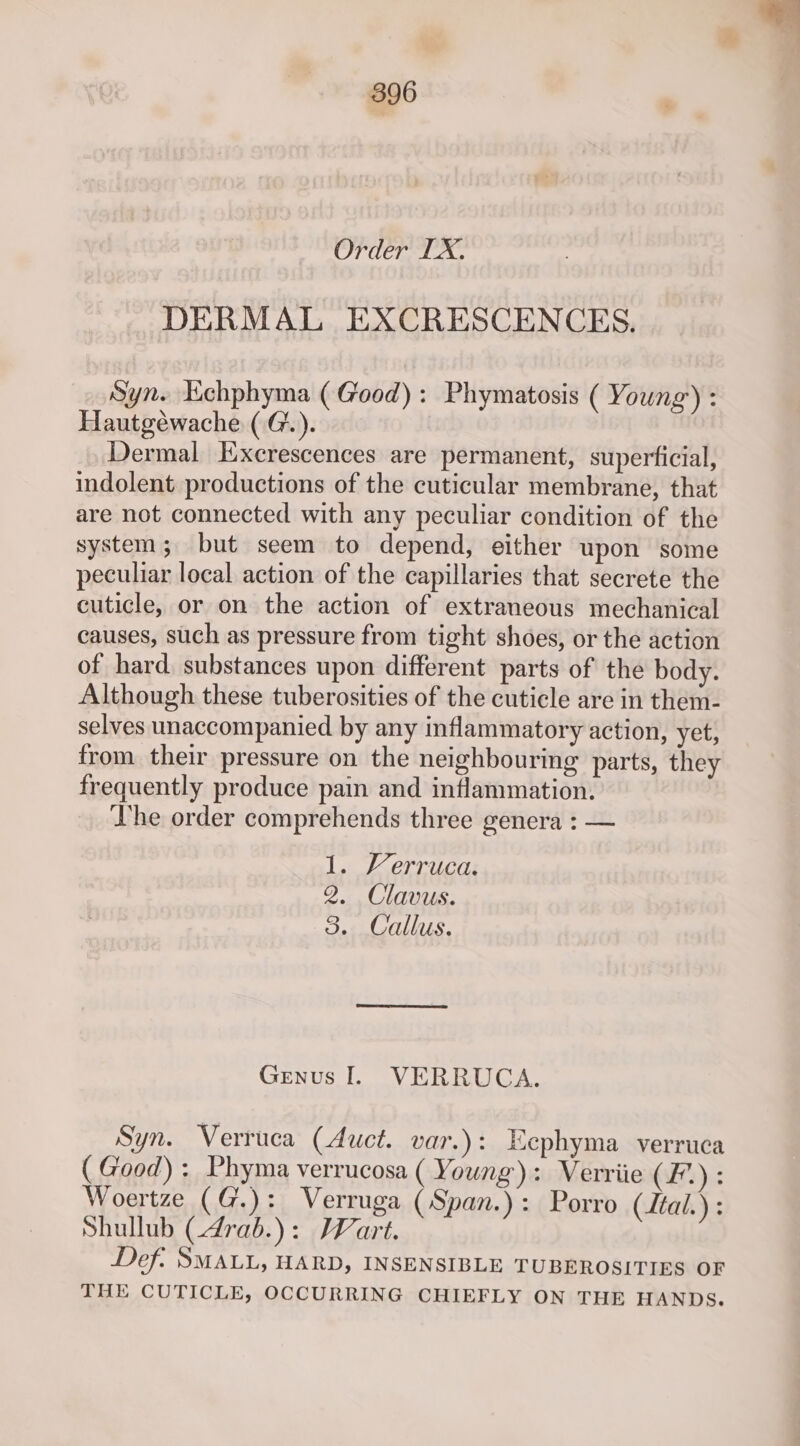 396
Order IX.
DERMAL EXCRESCENCES.
Syn. Echphyma (Good): Phymatosis (Young):
Hautgèwache (G.).
Dermal Excrescences are permanent, superficial,
indolent productions of the cuticular membrane, that
are not connected with any peculiar condition of the
system; but seem to depend, either upon some
peculiar local action of the capillaries that secrete the
cuticle, or on the action of extraneous mechanical
causes, such as pressure from tight shoes, or the action
of hard substances upon different parts of the body.
Although these tuberosities of the cuticle are in them-
selves unaccompanied by any inflammatory action, yet,
from their pressure on the neighbouring parts, they
frequently produce pain and inflammation.
The order comprehends three genera: —
1. Verruca.
2. Clavus.
3. Callus.
Genus I. VERRUCA.
Syn. Verruca (Auct. var.): Ecphyma verruca
(Good): Phyma verrucosa (Young): Verrüe (F.):
Woertze (G.): Verruga (Span.): Porro (Ital.):
Shullub (Arab.): Wart.
Def. SMALL, HARD, INSENSIBLE TUBEROSITIES OF
THE CUTICLE, OCCURRING CHIEFLY ON THE HANDS.